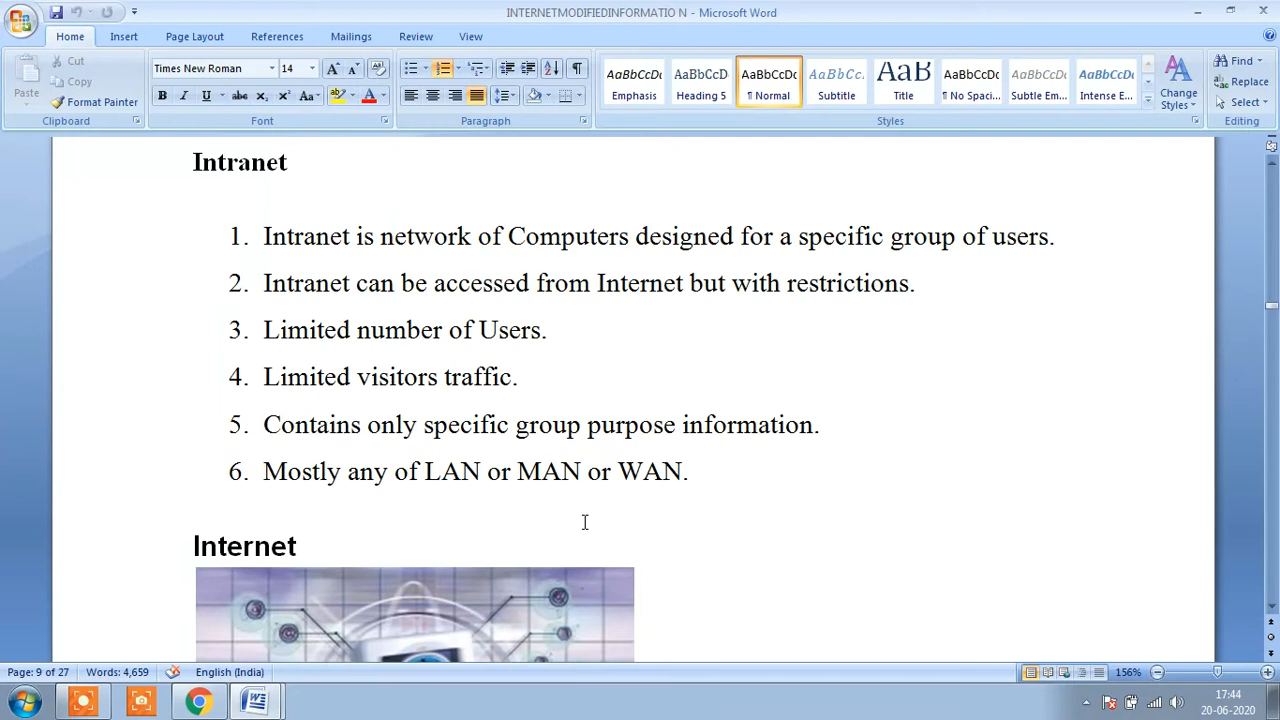 INTERNETMODIFIEDINFORMATIO N - Microsoft Word
Home Insert Page Layout References Mailings Review View
Paste
Cut
Copy
Format Painter
Clipboard
Times New Roman 14
Font
Paragraph
AaBbCcDc AaBbCcD AaBbCcDc AaBbCc. AaB AaBbCcDc AaBbCcDc AaBbCcDc
Emphasis Heading 5 ¶ Normal Subtitle Title ¶ No Spaci... Subtle Em... Intense E...
Change Styles
Styles
Find
Replace
Select
Editing
Intranet
1. Intranet is network of Computers designed for a specific group of users.
2. Intranet can be accessed from Internet but with restrictions.
3. Limited number of Users.
4. Limited visitors traffic.
5. Contains only specific group purpose information.
6. Mostly any of LAN or MAN or WAN.
Internet
Page: 9 of 27 Words: 4,659 English (India) 156%
17:44
20-06-2020